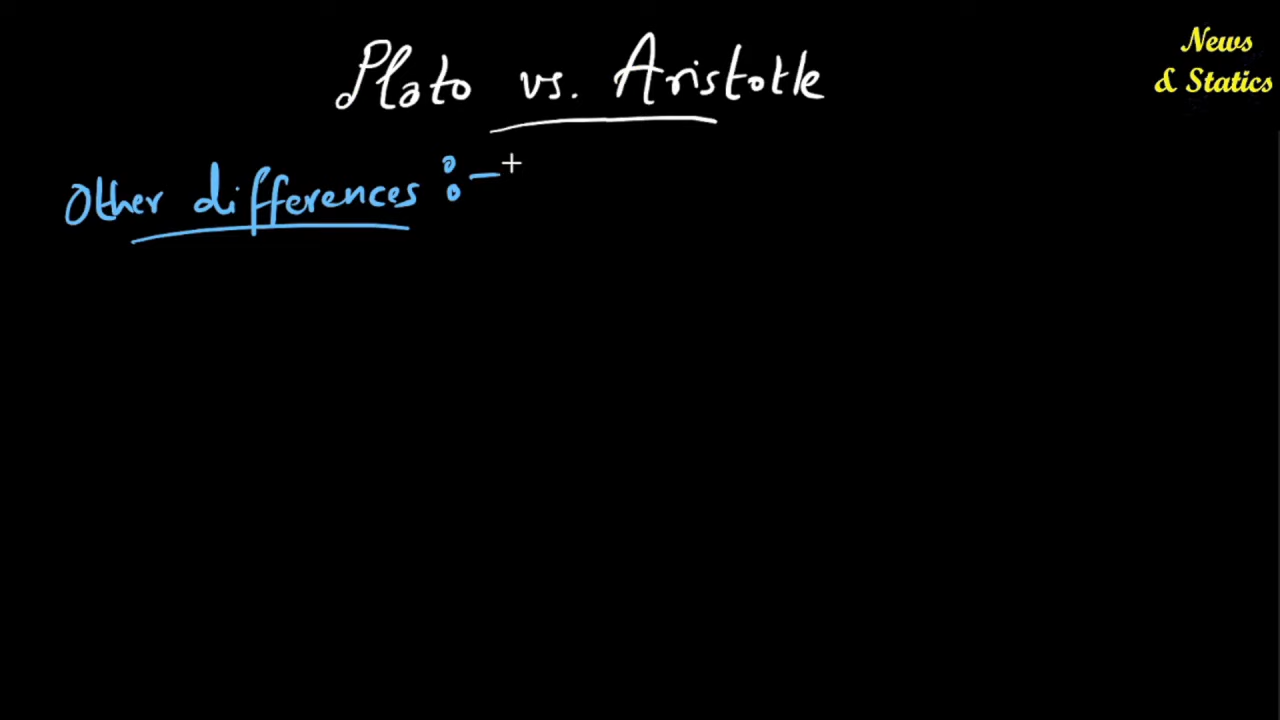 Plato vs. Aristotle
News
& Statics
Other differences :-